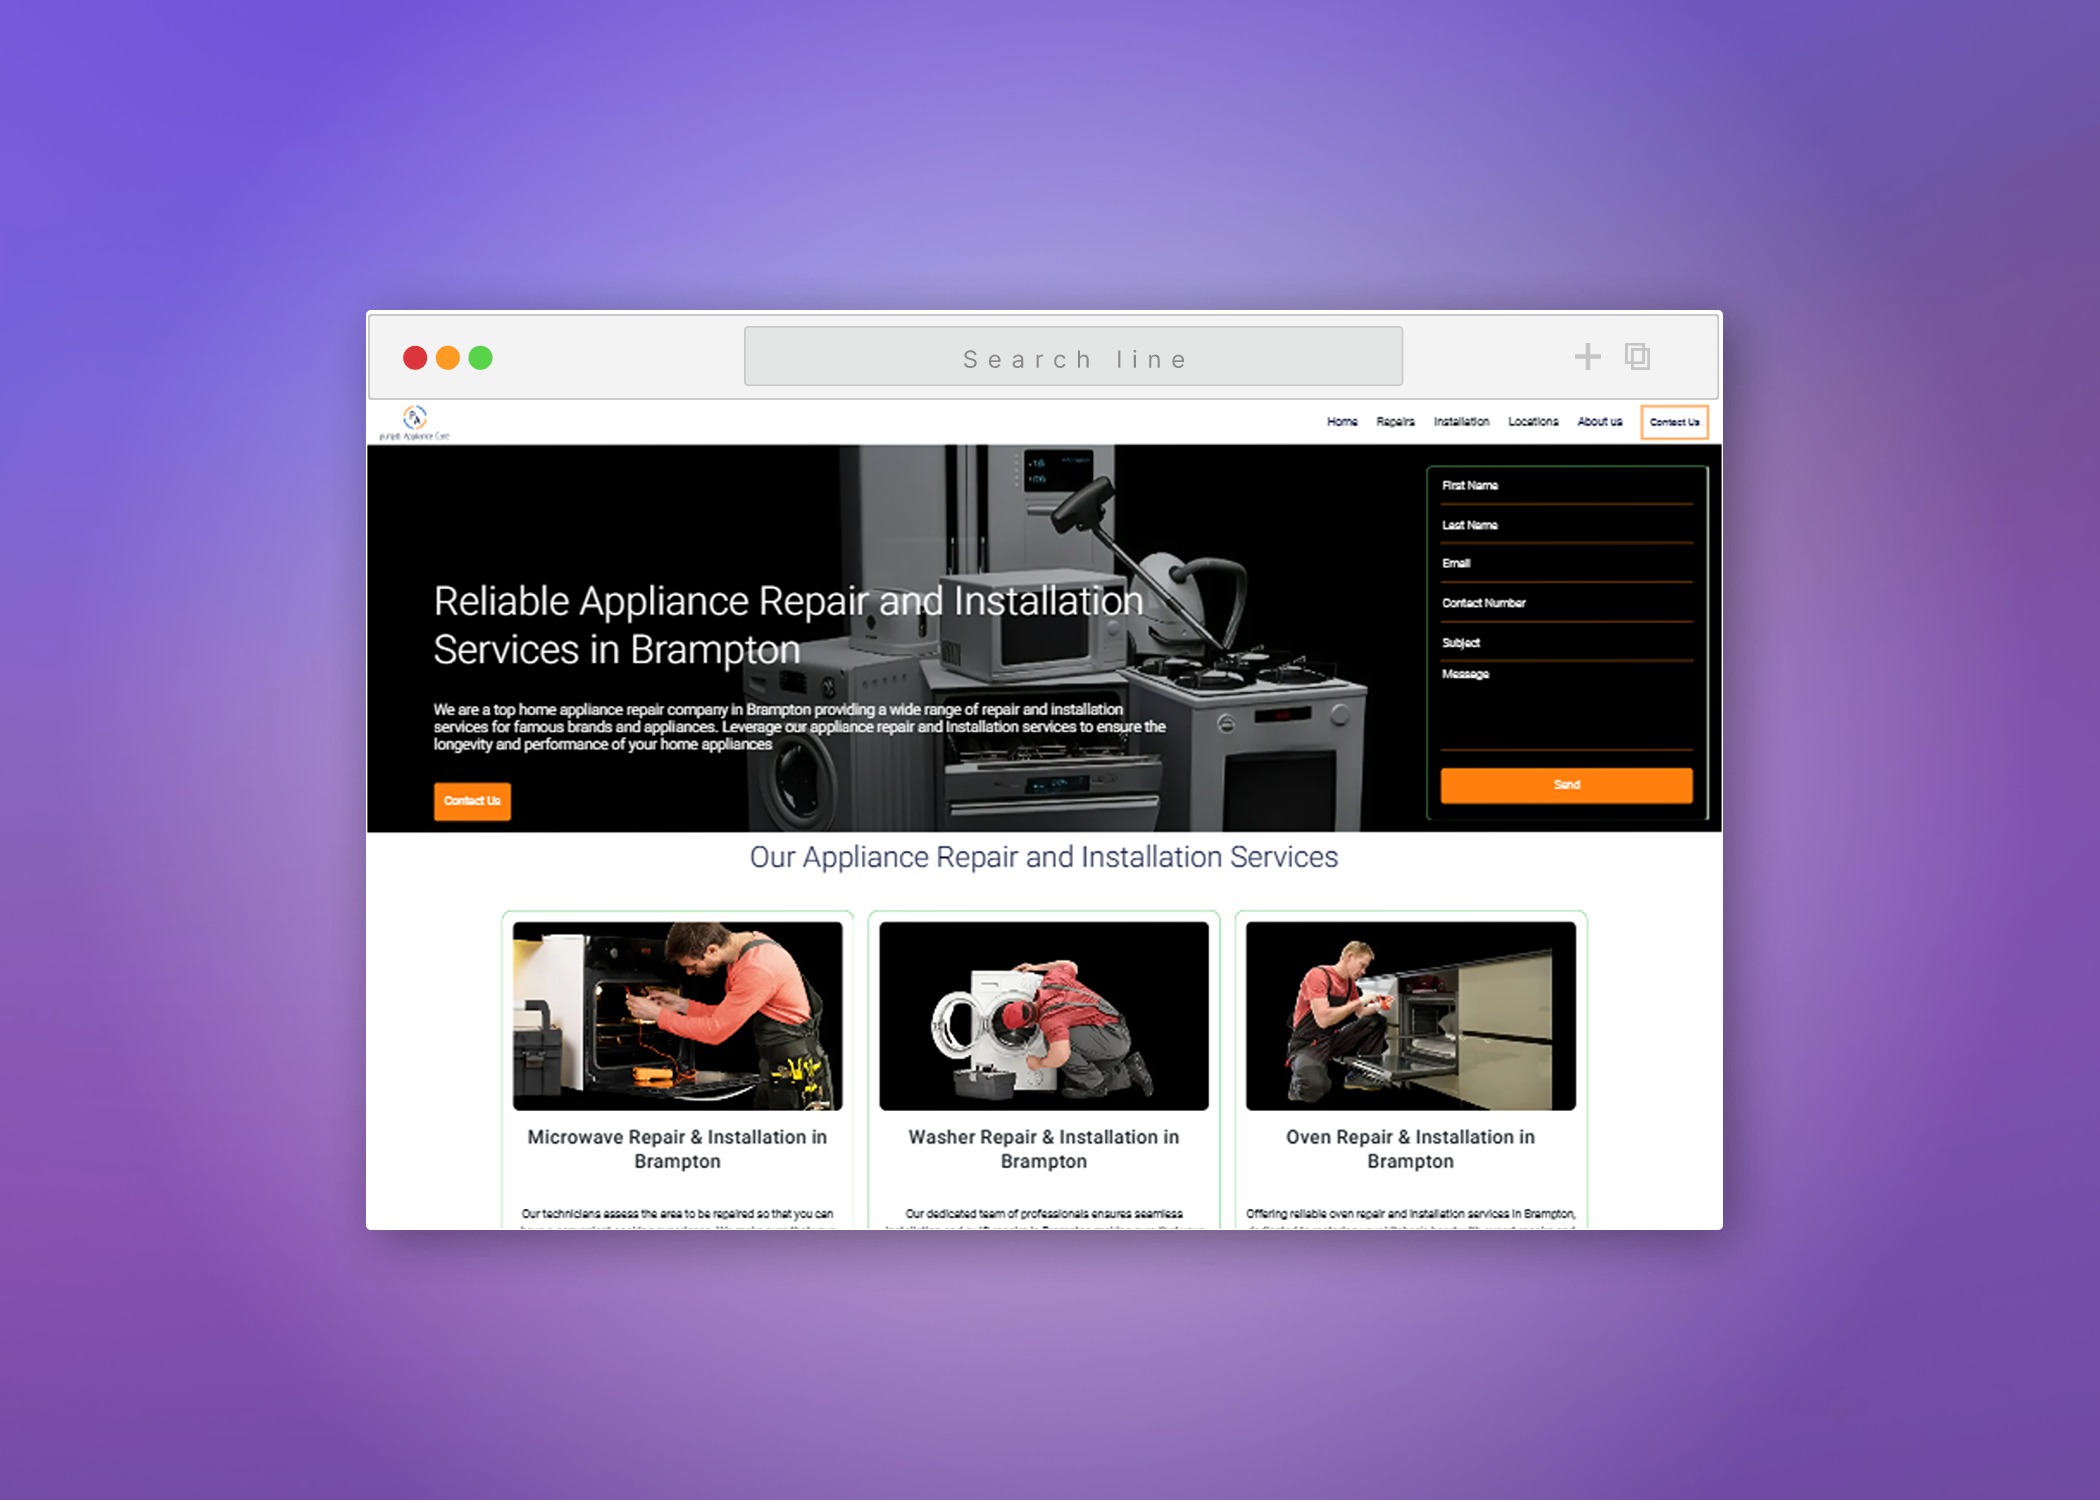 Search line
Appliance Care
Home Repairs Installation Locations About us Contact Us
Reliable Appliance Repair and Installation
Services in Brampton
We are a top home appliance repair company in Brampton providing a wide range of repair and installation
services for famous brands and appliances. Leverage our appliance repair and Installation services to ensure the
longevity and performance of your home appliances
Contact Us
First Name
Last Name
Email
Contact Number
Subject
Message
Send
Our Appliance Repair and Installation Services
Microwave Repair & Installation in
Brampton
Our technicians assess the area to be repaired so that you can
Washer Repair & Installation in
Brampton
Our dedicated team of professionals ensures seamless
Oven Repair & Installation in
Brampton
Offering reliable oven repair and installation services in Brampton,